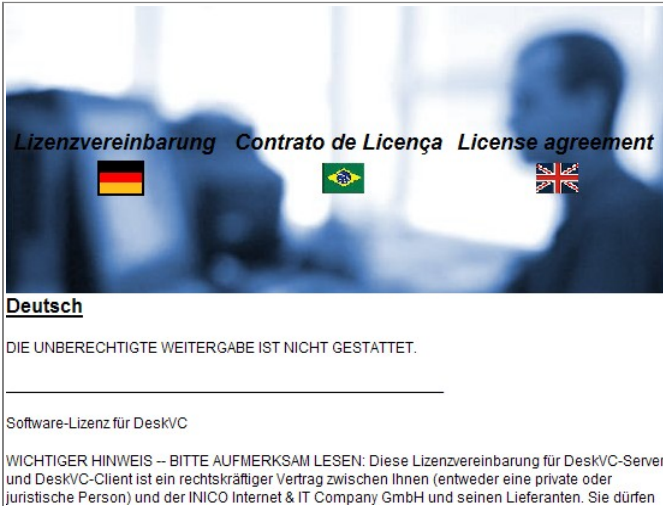 Lizenzvereinbarung Contrato de Licença License agreement
Deutsch
DIE UNBERECHTIGTE WEITERGABE IST NICHT GESTATTET.
Software-Lizenz für DeskVC
WICHTIGER HINWEIS -- BITTE AUFMERKSAM LESEN: Diese Lizenzvereinbarung für DeskVC-Server
und DeskVC-Client ist ein rechtskräftiger Vertrag zwischen Ihnen (entweder eine private oder
juristische Person) und der INICO Internet & IT Company GmbH und seinen Lieferanten. Sie dürfen